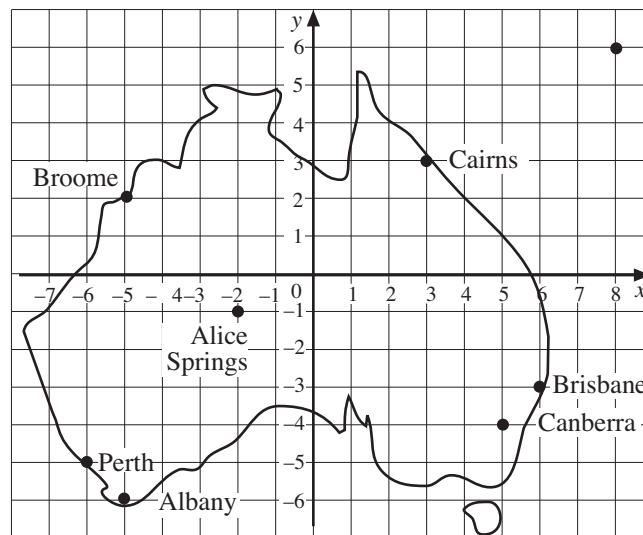 y
6
5
4
3
Cairns
Broome
2
1
–7 –6 –5 – 4–3 –2 –1 0 1 2 3 4 5 6 7 8 x
–1
Alice
Springs
–2
–3
Brisbane
–4
Canberra
–5
Perth
–6
Albany